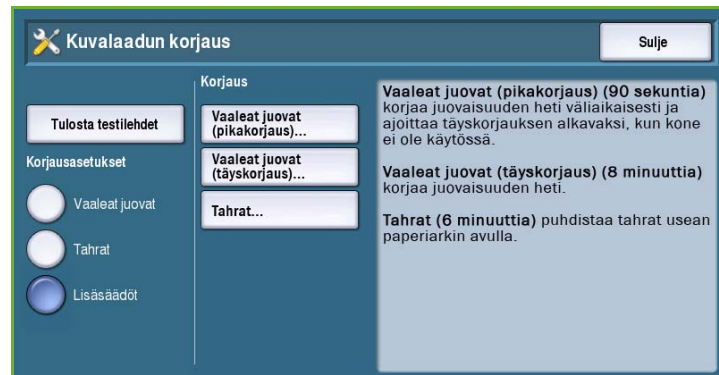 Kuvalaadun korjaus
Sulje
Tulosta testilehdet
Korjausasetukset
Vaaleat juovat
Tahrat
Lisäsäädöt
Korjaus
Vaaleat juovat
(pikakorjaus)...
Vaaleat juovat
(täyskorjaus)...
Tahrat...
Vaaleat juovat (pikakorjaus) (90 sekuntia)
korjaa juovaisuuden heti väliaikaisesti ja
ajoittaa täyskorjauksen alkavaksi, kun kone
ei ole käytössä.
Vaaleat juovat (täyskorjaus) (8 minuuttia)
korjaa juovaisuuden heti.
Tahrat (6 minuuttia) puhdistaa tahrat usean
paperiarkin avulla.